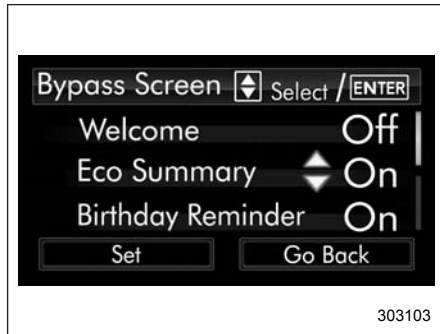 Bypass Screen Select / ENTER
Welcome Off
Eco Summary On
Birthday Reminder On
Set Go Back
303103